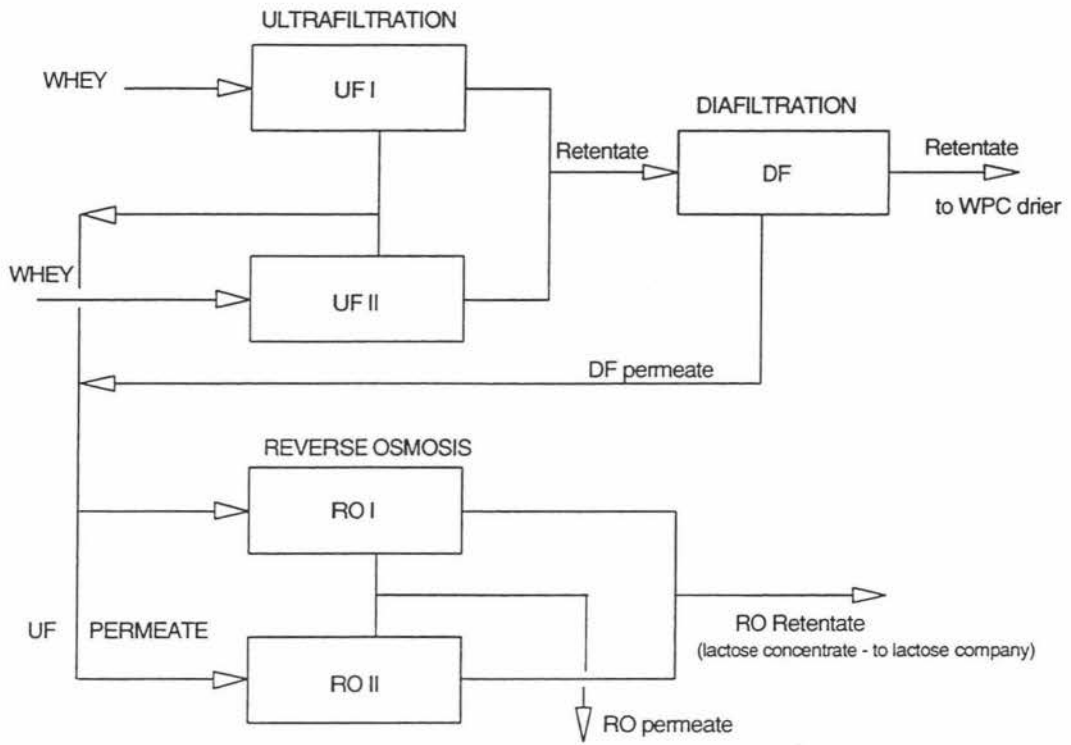 ULTRAFILTRATION
WHEY
UF I
DIAFILTRATION
Retentate
DF
Retentate
to WPC drier
WHEY
UF II
DF permeate
REVERSE OSMOSIS
RO I
UF PERMEATE
RO Retentate
(lactose concentrate - to lactose company)
RO II
RO permeate